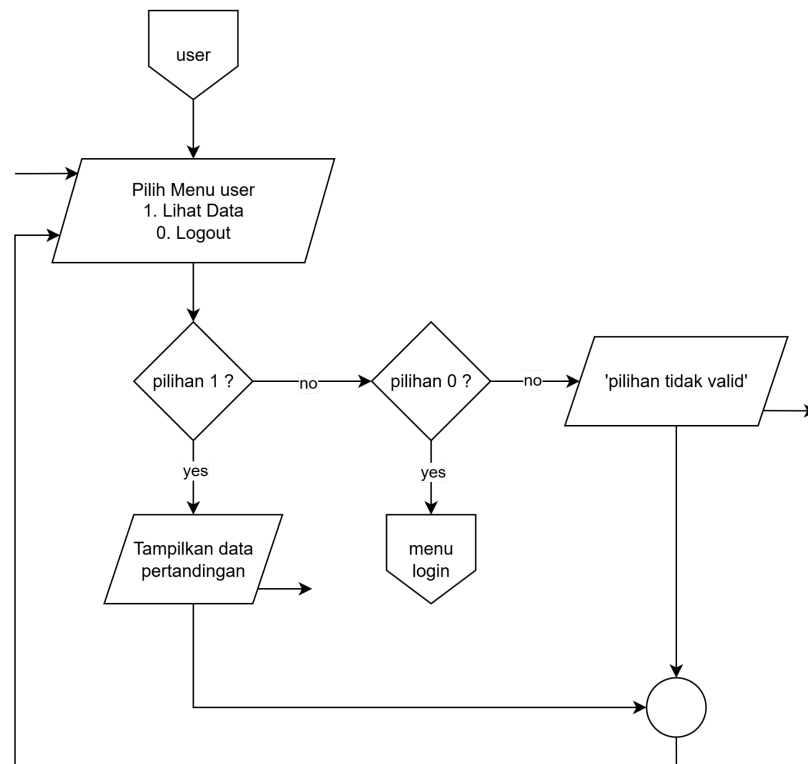 user
Pilih Menu user
1. Lihat Data
0. Logout
pilihan 1 ?
no
pilihan 0 ?
no
'pilihan tidak valid'
yes
yes
Tampilkan data
pertandingan
menu
login